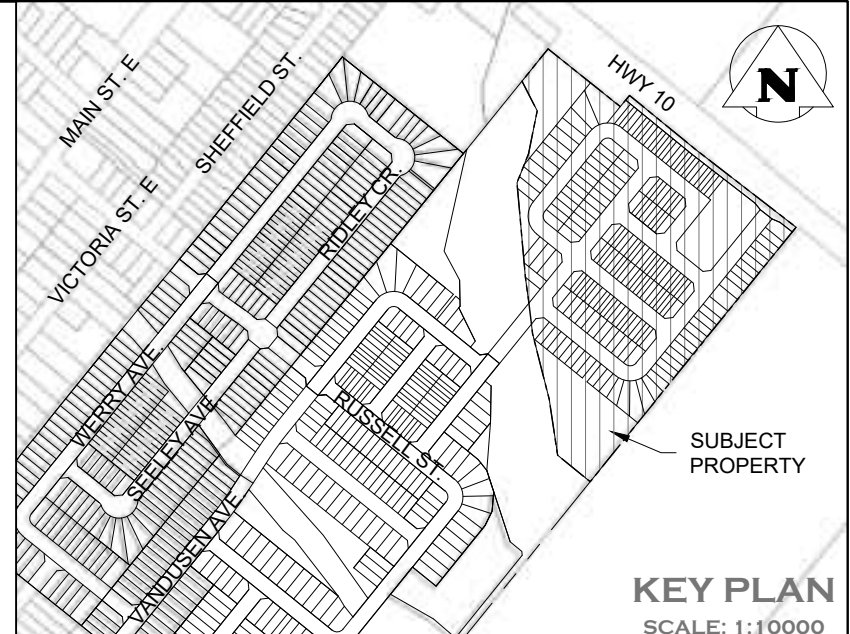 MAIN ST. E
SHEFFIELD ST.
HWY 10
N
VICTORIA ST. E
RIDLEY CR.
WERRY AVE.
SEELEY AVE
RUSSELL ST.
VANDUSEN AVE.
SUBJECT
PROPERTY
KEY PLAN
SCALE: 1:10000